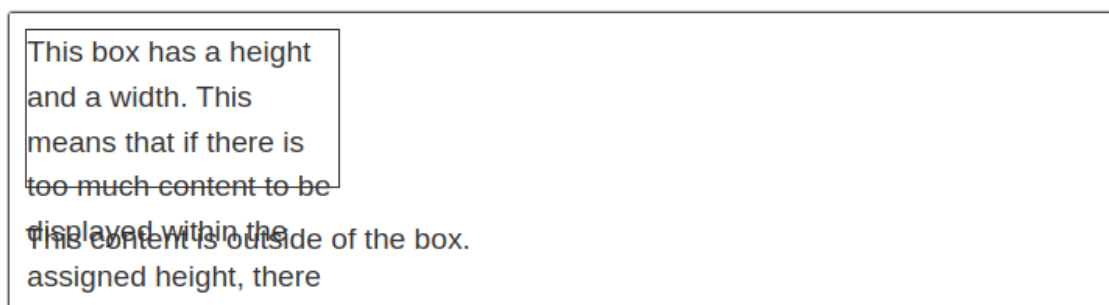 This box has a height
and a width. This
means that if there is
too much content to be
displayed within the
This content is outside of the box.
assigned height, there